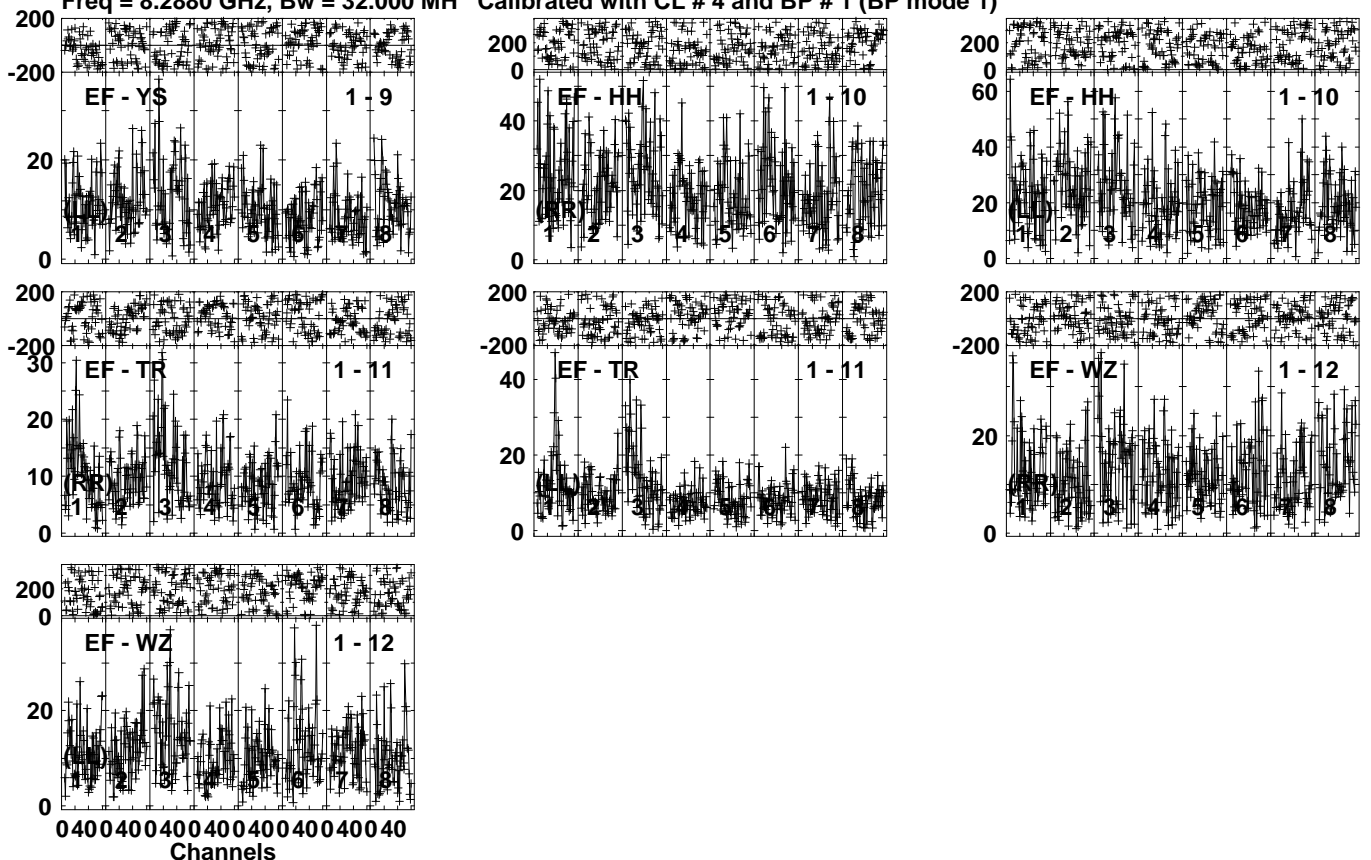 Freq = 8.2880 GHz, Bw = 32.000 MH Calibrated with CL # 4 and BP # 1 (BP mode 1)
200
-200
EF - YS 1 - 9
20
(LL)
1 2 3 4 5 6 7 8
0
200
0
EF - HH 1 - 10
40
20
(RR)
1 2 3 4 5 6 7 8
0
200
0
60
EF - HH 1 - 10
40
20
(LL)
1 2 3 4 5 6 7 8
0
200
-200
30
EF - TR 1 - 11
20
10
(RR)
1 2 3 4 5 6 7 8
0
200
-200
EF - TR 1 - 11
40
20
(LL)
1 2 3 4 5 6 7 8
0
200
-200
EF - WZ 1 - 12
20
(RR)
1 2 3 4 5 6 7 8
0
200
0
EF - WZ 1 - 12
20
(LL)
1 2 3 4 5 6 7 8
0
0 40 0 40 0 40 0 40 0 40 0 40 0 40 0 40
Channels